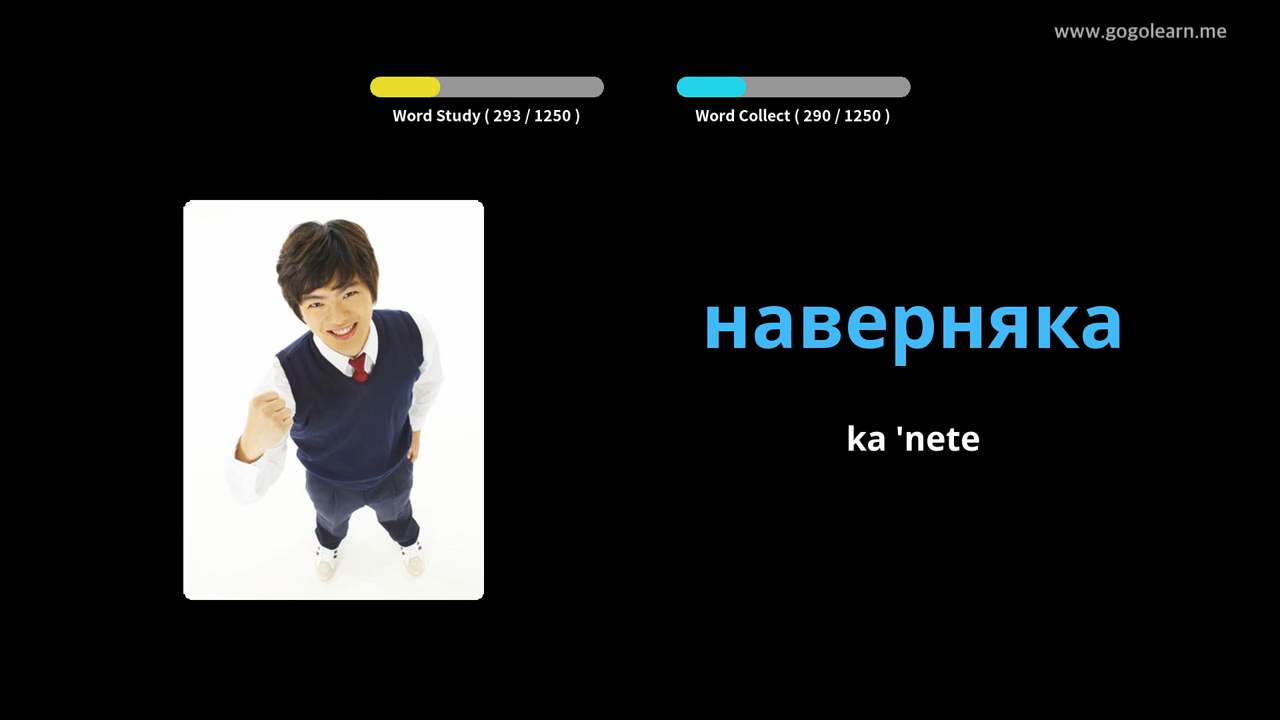 www.gogolearn.me
Word Study ( 293 / 1250 )
Word Collect ( 290 / 1250 )
наверняка
ka 'nete